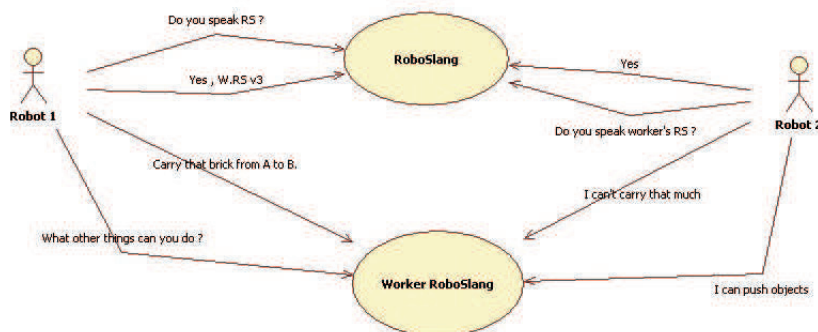 Do you speak RS ?
RoboSlang
Yes
Yes , W.RS v3
Robot 1
Robot 2
Do you speak worker's RS ?
Carry that brick from A to B.
I can't carry that much
What other things can you do ?
Worker RoboSlang
I can push objects